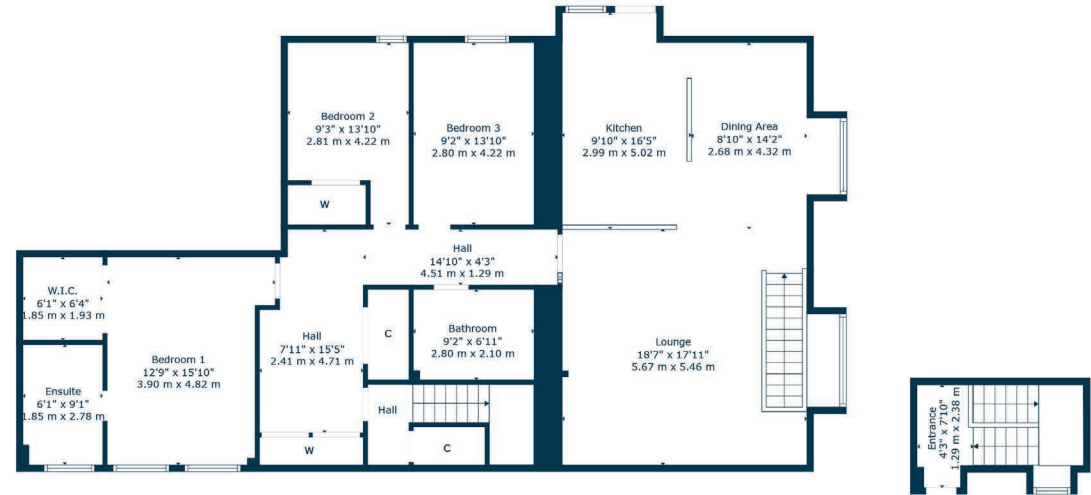 Bedroom 2
9'3" x 13'10"
2.81 m x 4.22 m
W
Bedroom 3
9'2" x 13'10"
2.80 m x 4.22 m
Kitchen
9'10" x 16'5"
2.99 m x 5.02 m
Dining Area
8'10" x 14'2"
2.68 m x 4.32 m
Hall
14'10" x 4'3"
4.51 m x 1.29 m
W.I.C.
6'1" x 6'4"
1.85 m x 1.93 m
Bedroom 1
12'9" x 15'10"
3.90 m x 4.82 m
Ensuite
6'1" x 9'1"
1.85 m x 2.78 m
Hall
7'11" x 15'5"
2.41 m x 4.71 m
C
Bathroom
9'2" x 6'11"
2.80 m x 2.10 m
Lounge
18'7" x 17'11"
5.67 m x 5.46 m
Hall
W
C
Entrance
4'3" x 7'10"
1.29 m x 2.38 m